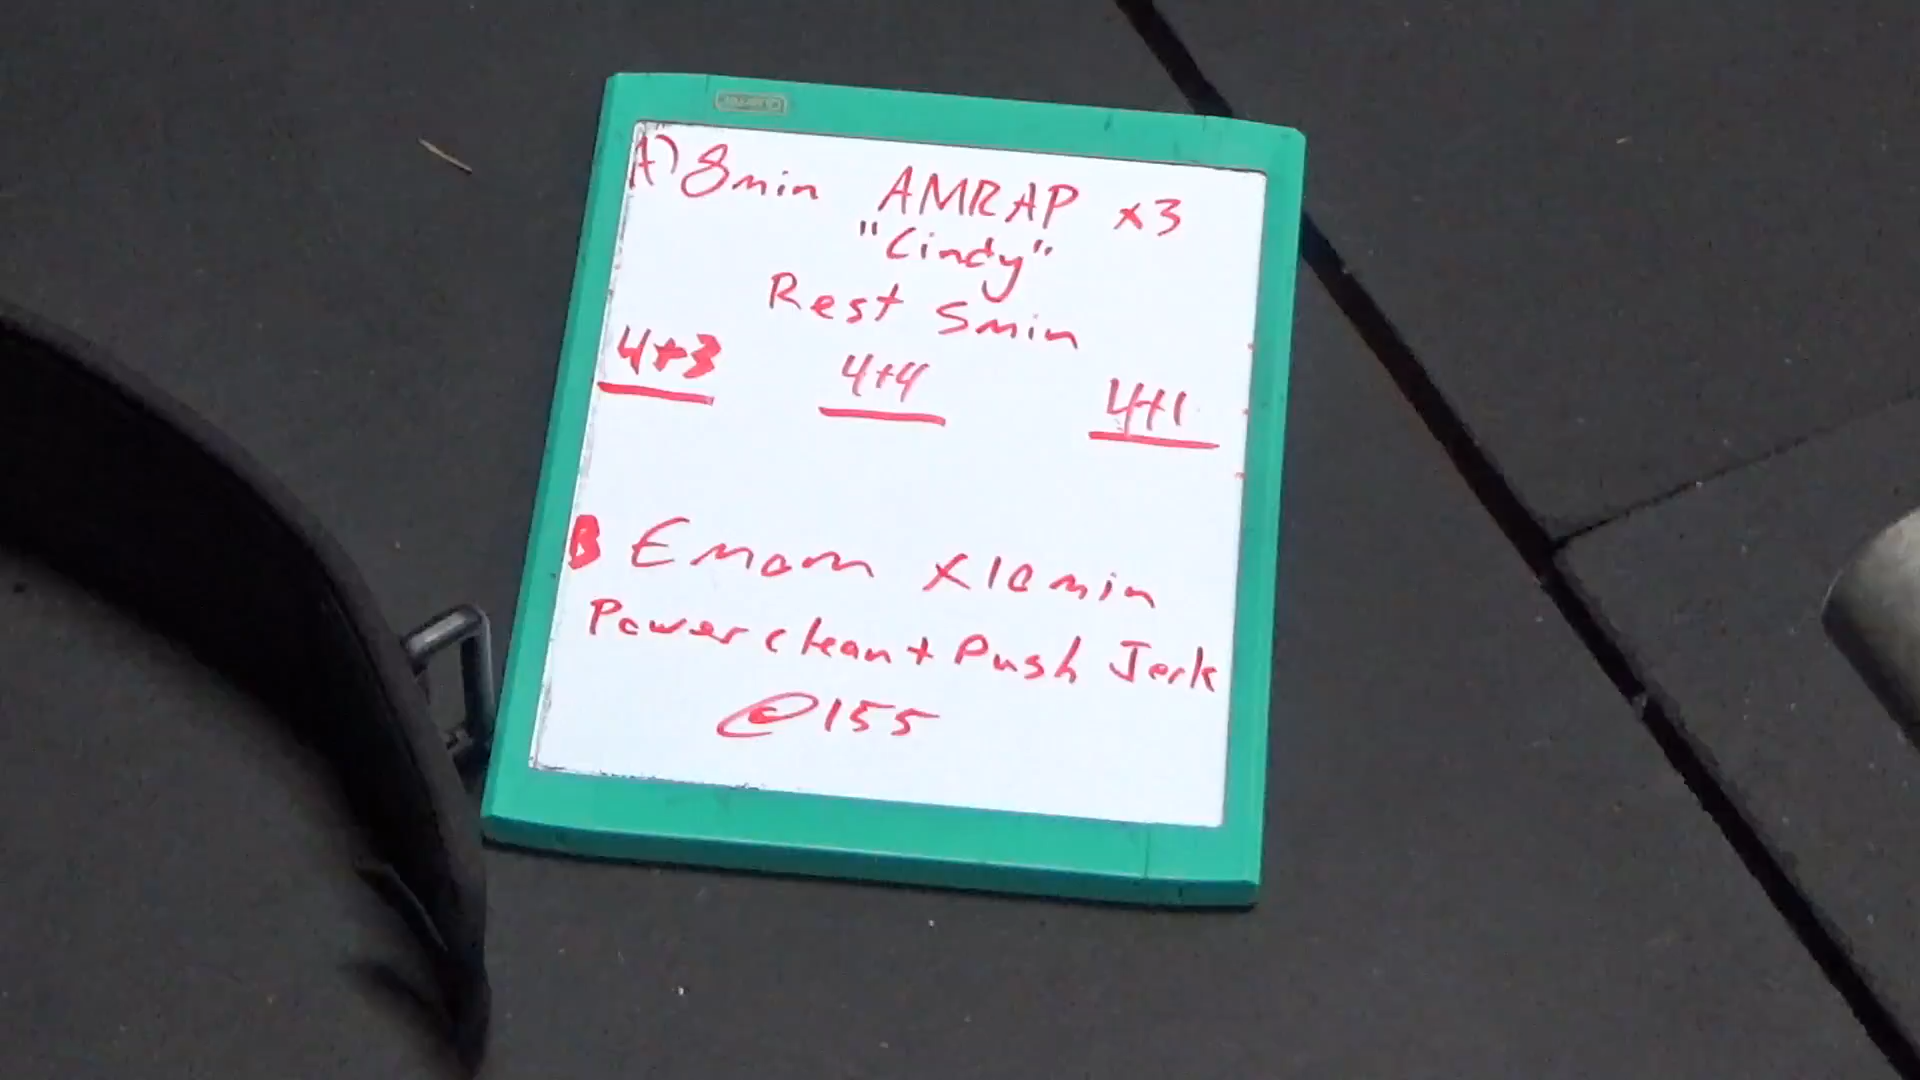 A) 8min AMRAP x3
"Cindy"
Rest 5min
4+3 4+4 4+1
B Emom x10min
Power clean + Push Jerk
@155
Quartet